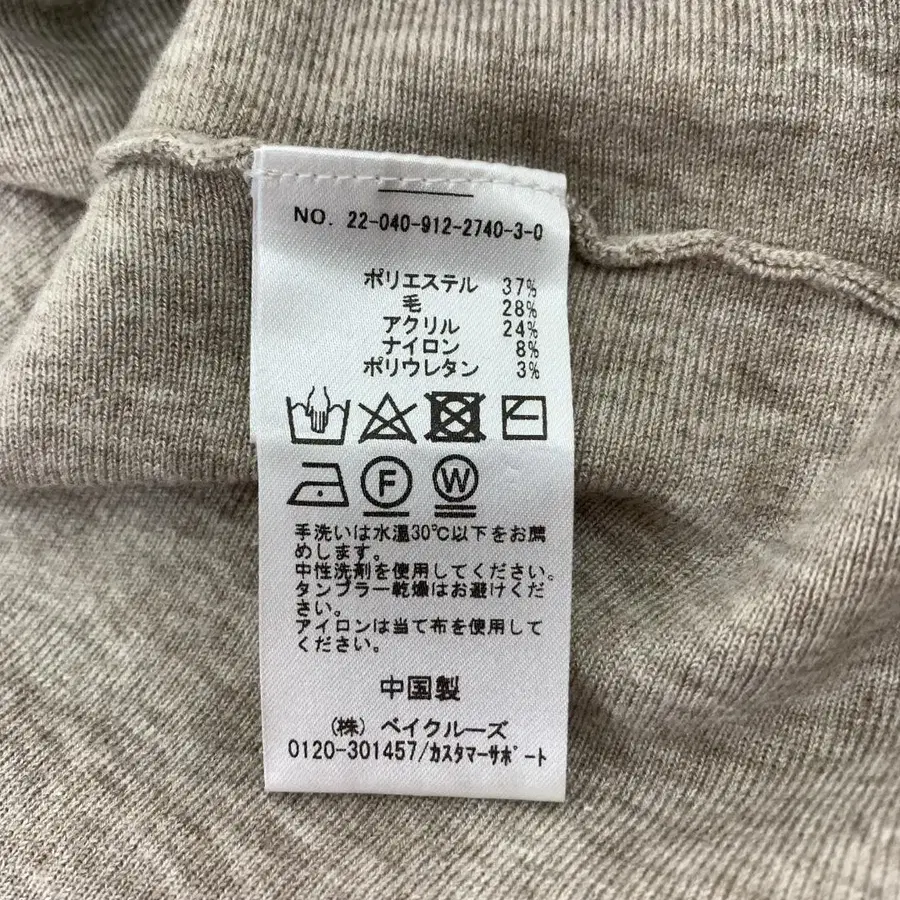 NO. 22-040-912-2740-3-0
ポリエステル 37%
毛 28%
アクリル 24%
ナイロン 8%
ポリウレタン 3%
F W
手洗いは水温30℃以下をお薦
めします。
中性洗剤を使用してください。
タンブラー乾燥はお避けくだ
さい。
アイロンは当て布を使用して
ください。
中国製
(株) ベイクルーズ
0120-301457/ｶｽﾀﾏｰｻﾎﾟｰﾄ